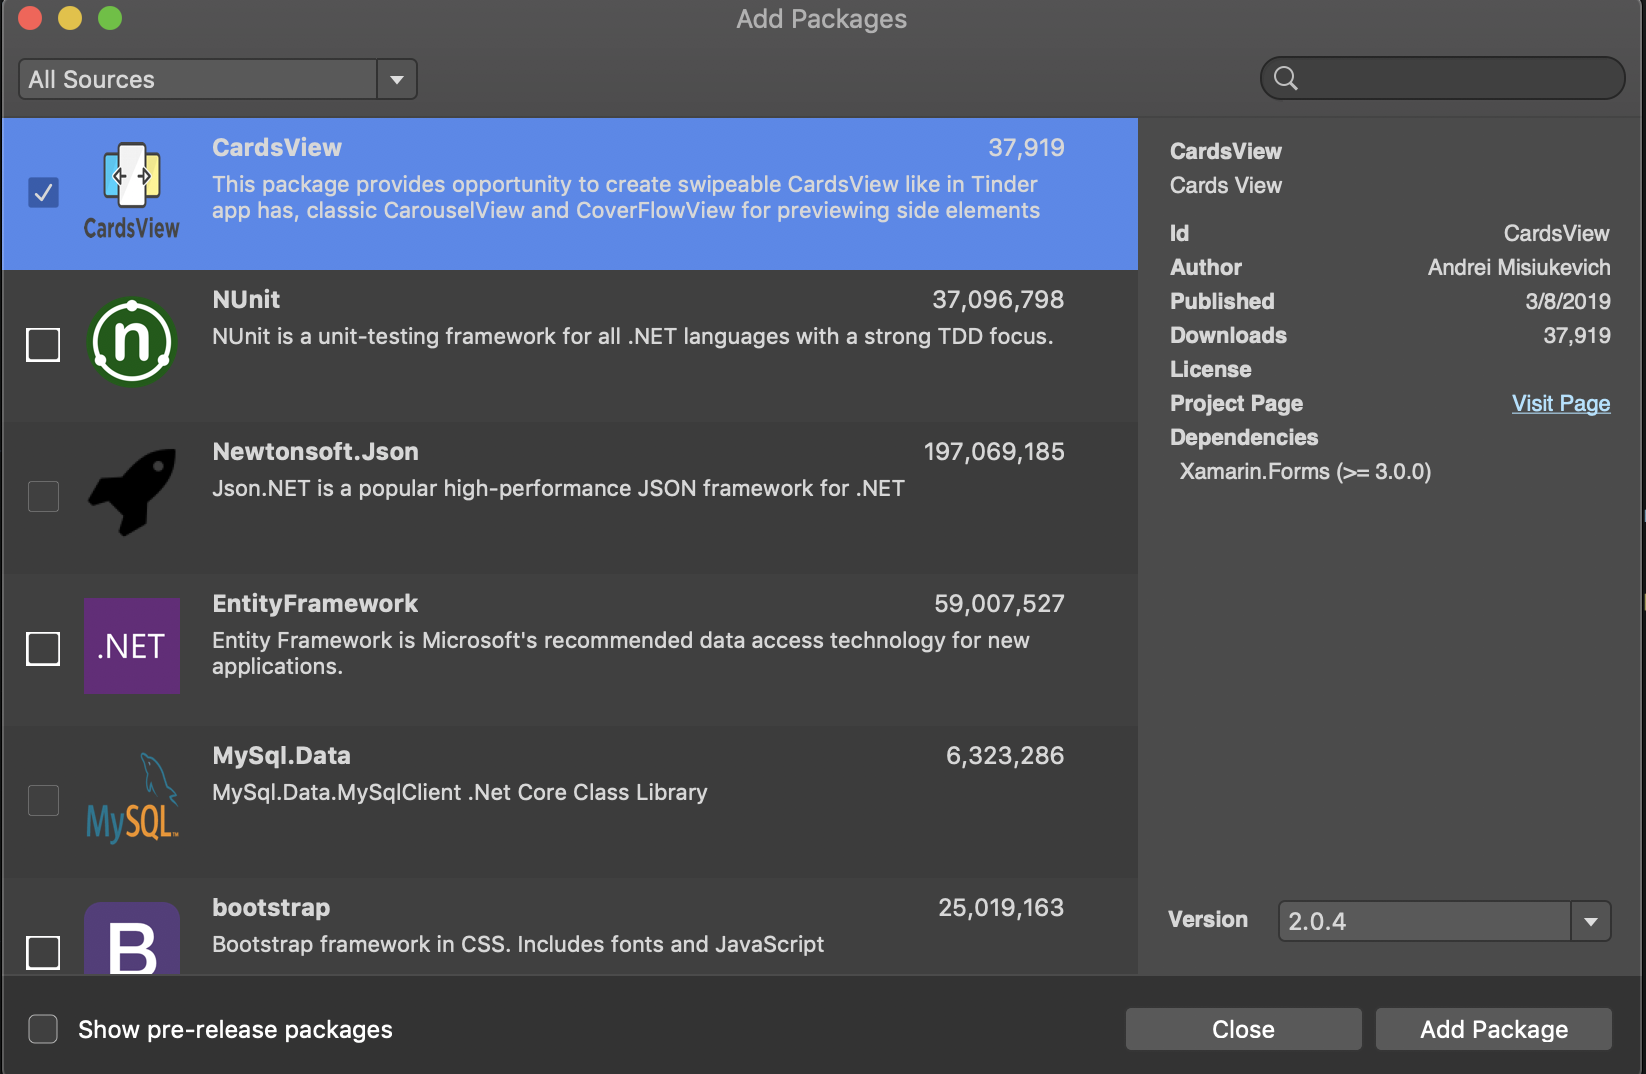 Add Packages
All Sources
CardsView
CardsView
37,919
This package provides opportunity to create swipeable CardsView like in Tinder
app has, classic CarouselView and CoverFlowView for previewing side elements
n
NUnit
37,096,798
NUnit is a unit-testing framework for all .NET languages with a strong TDD focus.
Newtonsoft.Json
197,069,185
Json.NET is a popular high-performance JSON framework for .NET
.NET
EntityFramework
59,007,527
Entity Framework is Microsoft's recommended data access technology for new
applications.
MySQL™
MySql.Data
6,323,286
MySql.Data.MySqlClient .Net Core Class Library
B
bootstrap
25,019,163
Bootstrap framework in CSS. Includes fonts and JavaScript
CardsView
Cards View
Id CardsView
Author Andrei Misiukevich
Published 3/8/2019
Downloads 37,919
License
Project Page Visit Page
Dependencies
Xamarin.Forms (>= 3.0.0)
Version 2.0.4
Show pre-release packages
Close
Add Package